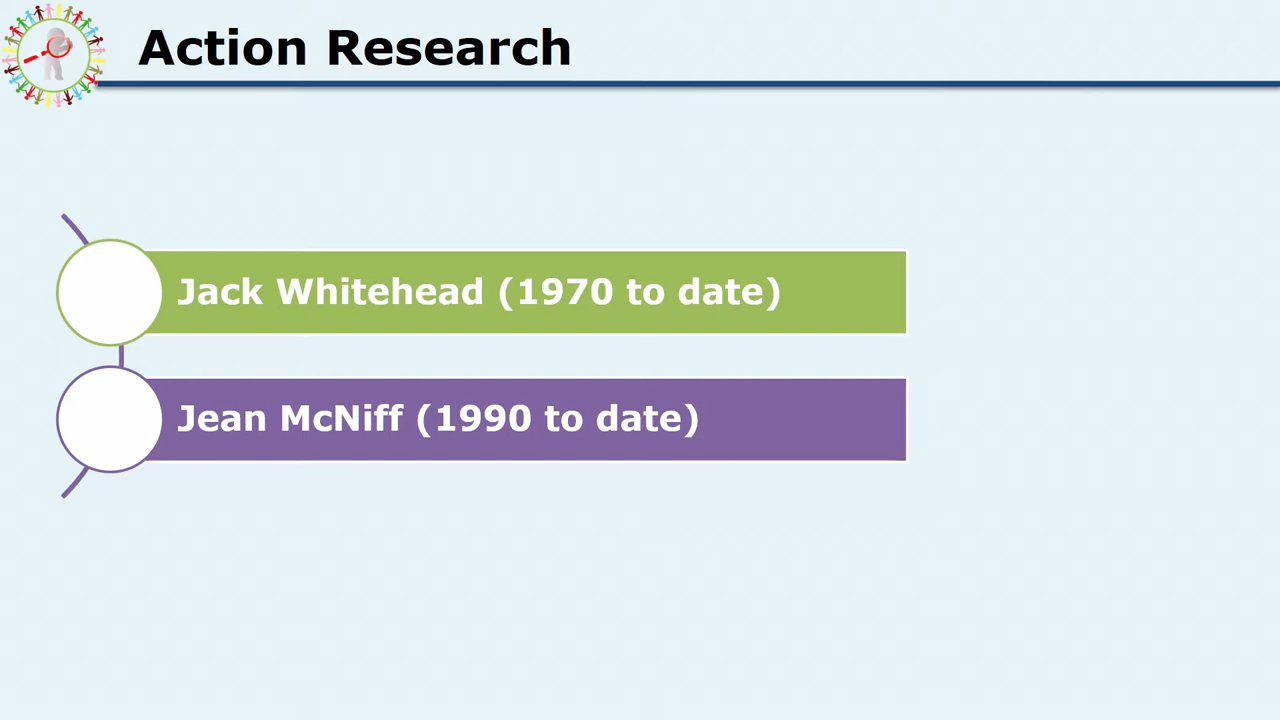 Action Research
Jack Whitehead (1970 to date)
Jean McNiff (1990 to date)